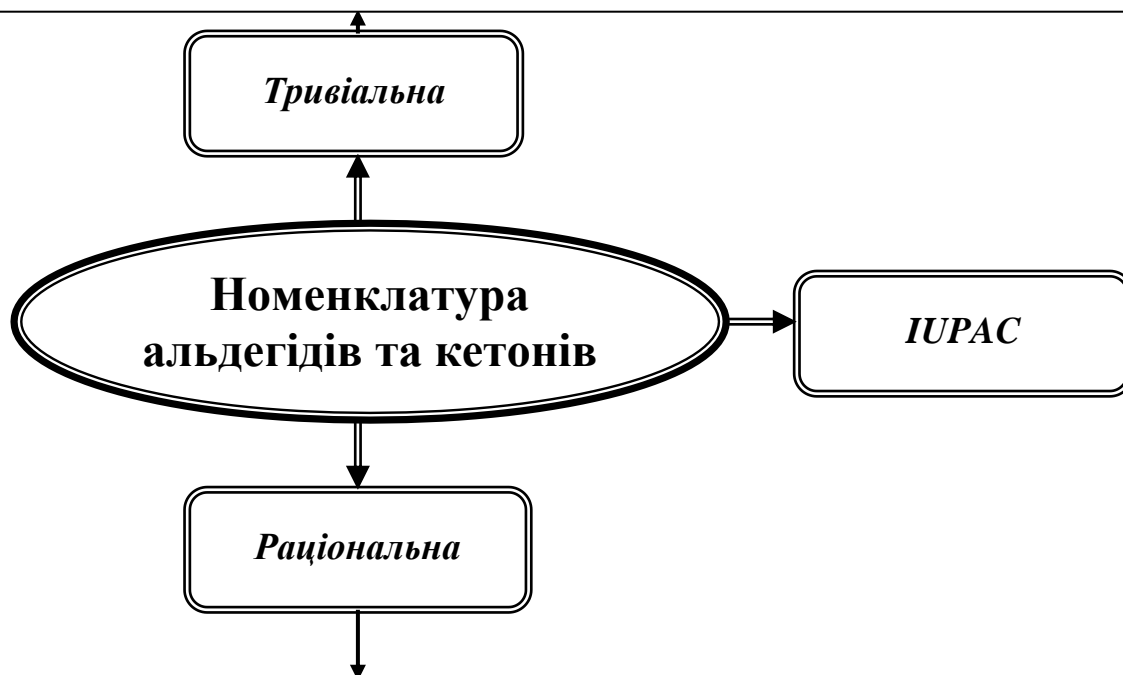 Тривіальна
Номенклатура
альдегідів та кетонів
IUPAC
Раціональна